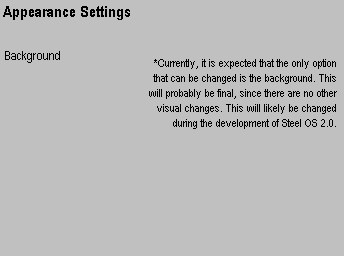 Appearance Settings
Background
*Currently, it is expected that the only option
that can be changed is the background. This
will probably be final, since there are no other
visual changes. This will likely be changed
during the development of Steel OS 2.0.